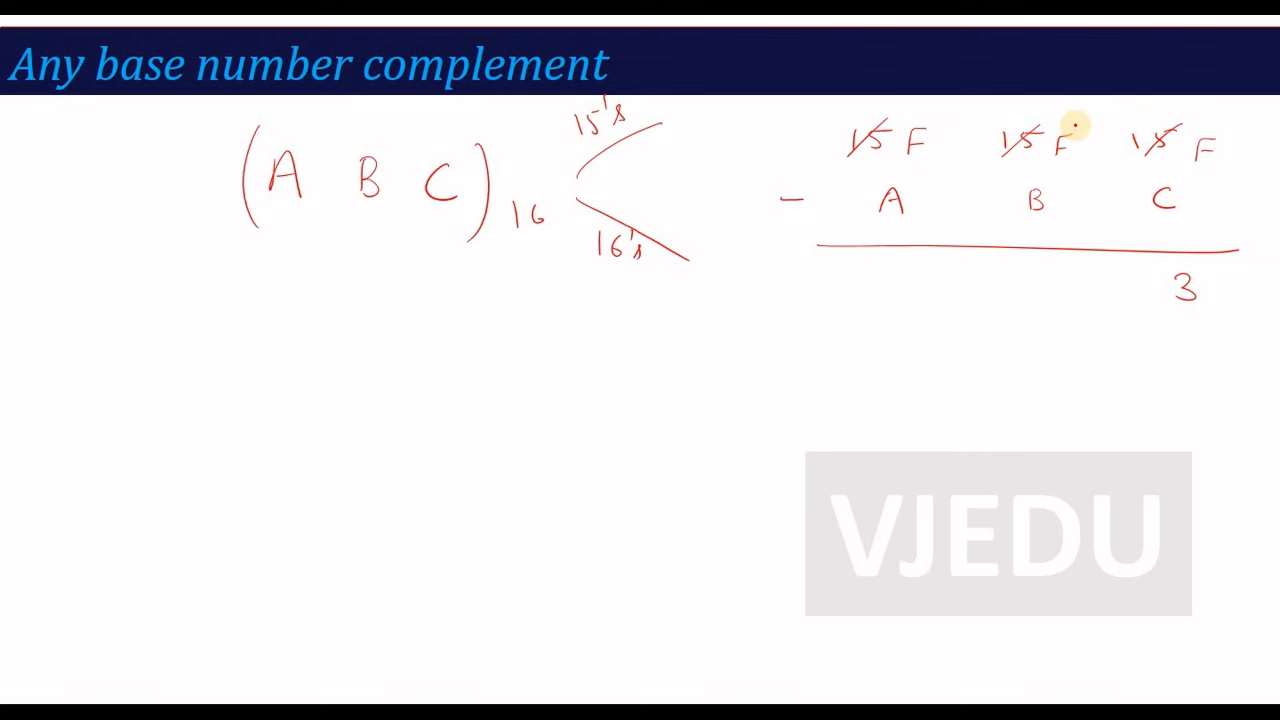 Any base number complement
(A B C)16
15's
16's
15 F 15 F 15 F
- A B C
3
VJEDU